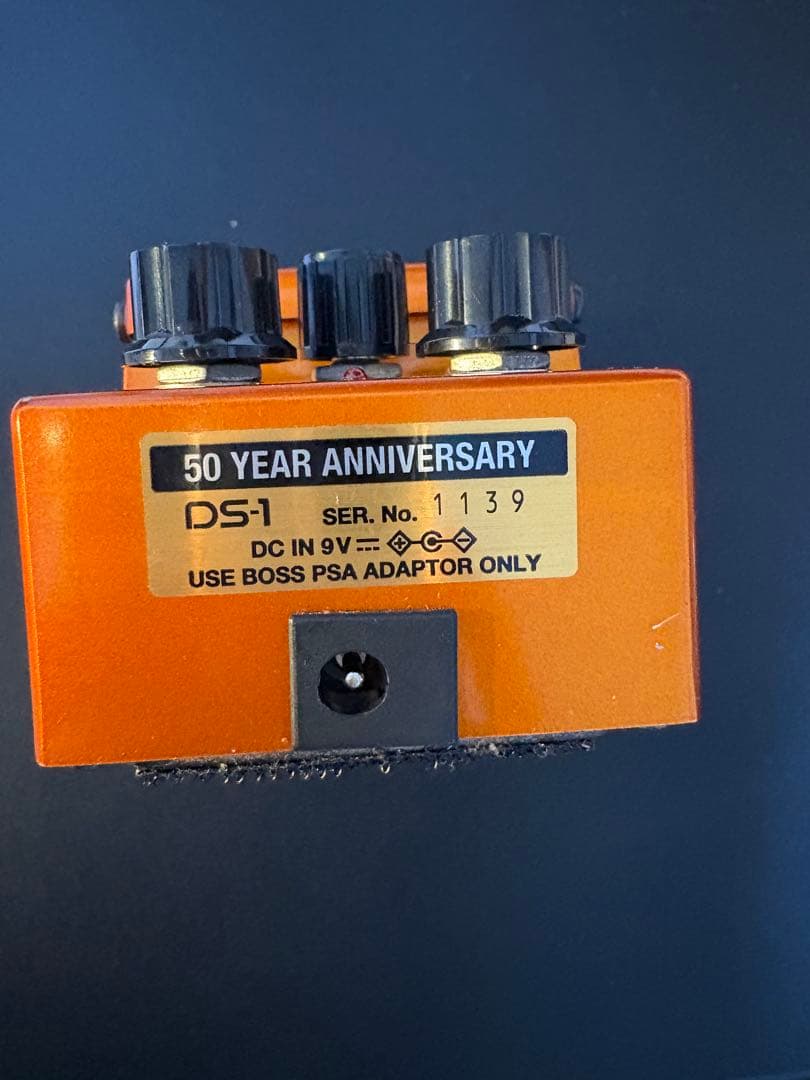 50 YEAR ANNIVERSARY
DS-1 SER. No. 1139
DC IN 9V
USE BOSS PSA ADAPTOR ONLY